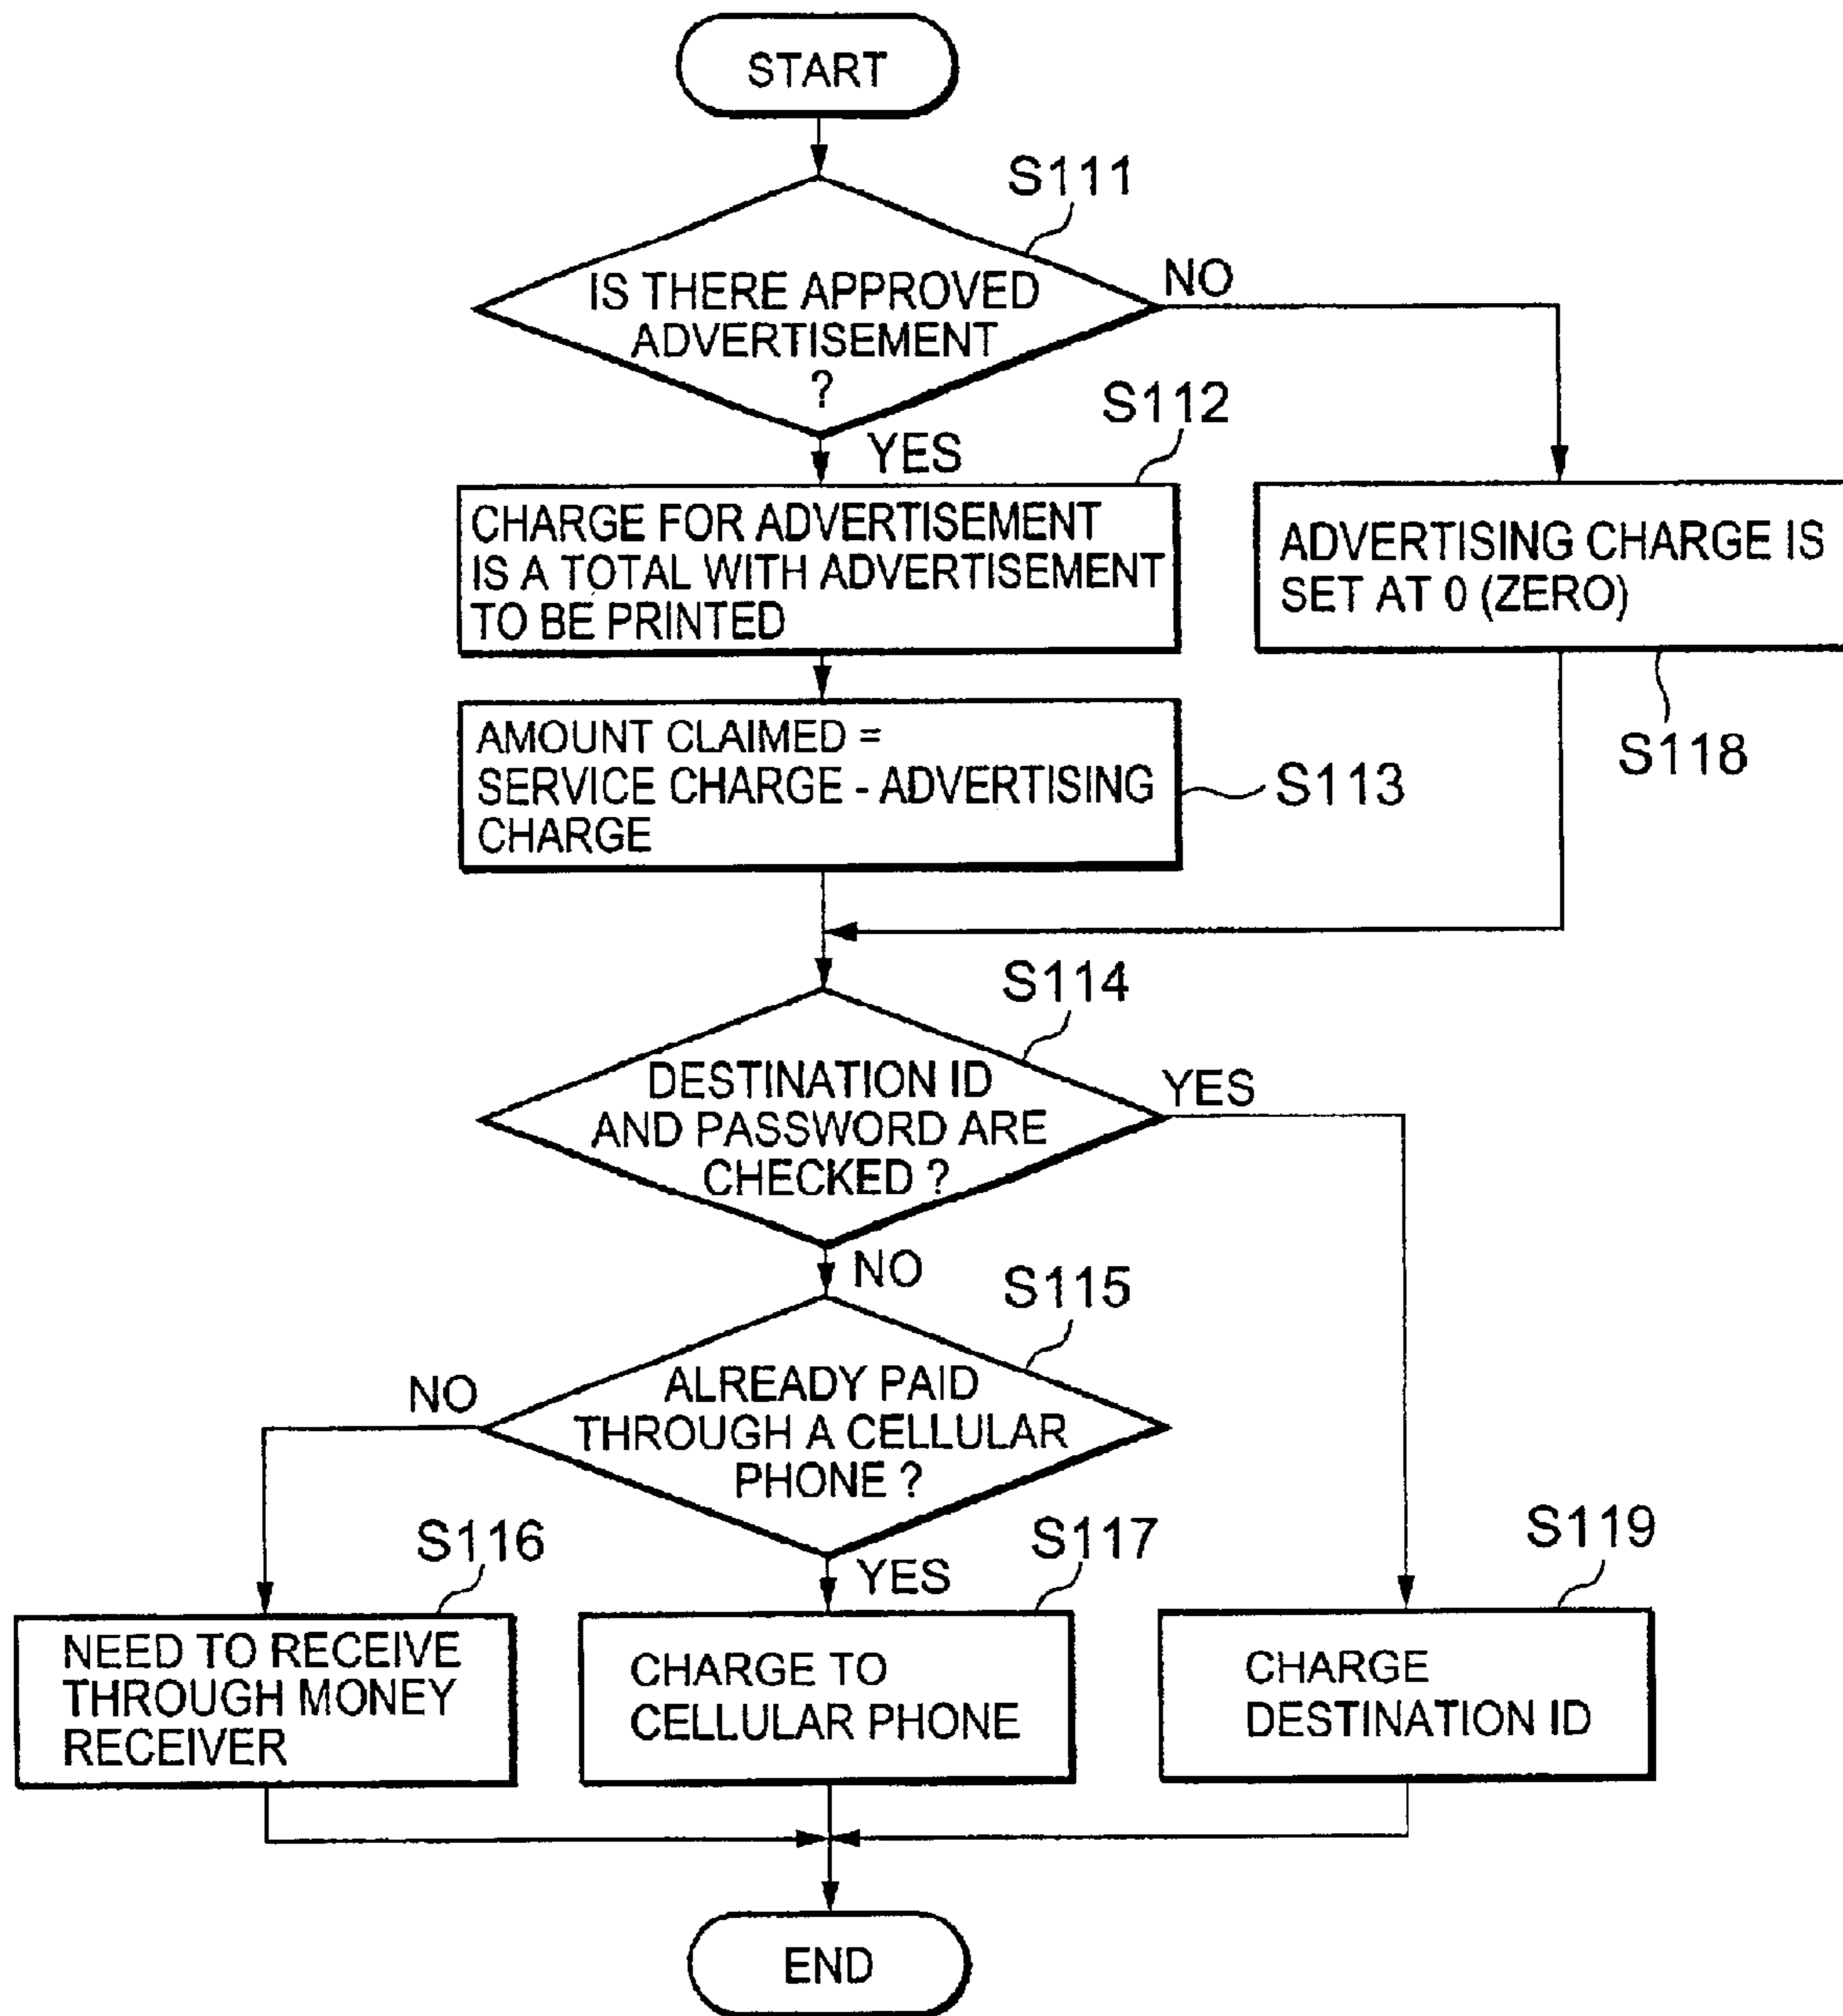 START
S111
IS THERE APPROVED
ADVERTISEMENT
?
NO
YES
S112
CHARGE FOR ADVERTISEMENT
IS A TOTAL WITH ADVERTISEMENT
TO BE PRINTED
ADVERTISING CHARGE IS
SET AT 0 (ZERO)
S118
AMOUNT CLAIMED =
SERVICE CHARGE - ADVERTISING
CHARGE
S113
S114
DESTINATION ID
AND PASSWORD ARE
CHECKED ?
YES
NO
S115
ALREADY PAID
THROUGH A CELLULAR
PHONE ?
NO
YES
S116
NEED TO RECEIVE
THROUGH MONEY
RECEIVER
S117
CHARGE TO
CELLULAR PHONE
S119
CHARGE
DESTINATION ID
END